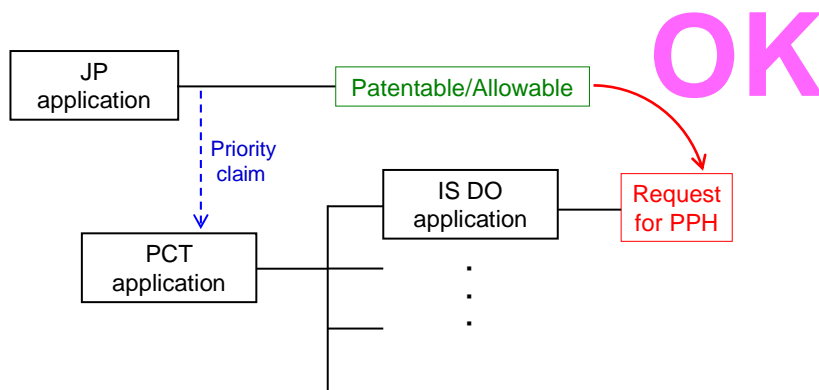 OK
JP
application
Patentable/Allowable
Priority
claim
IS DO
application
Request
for PPH
PCT
application